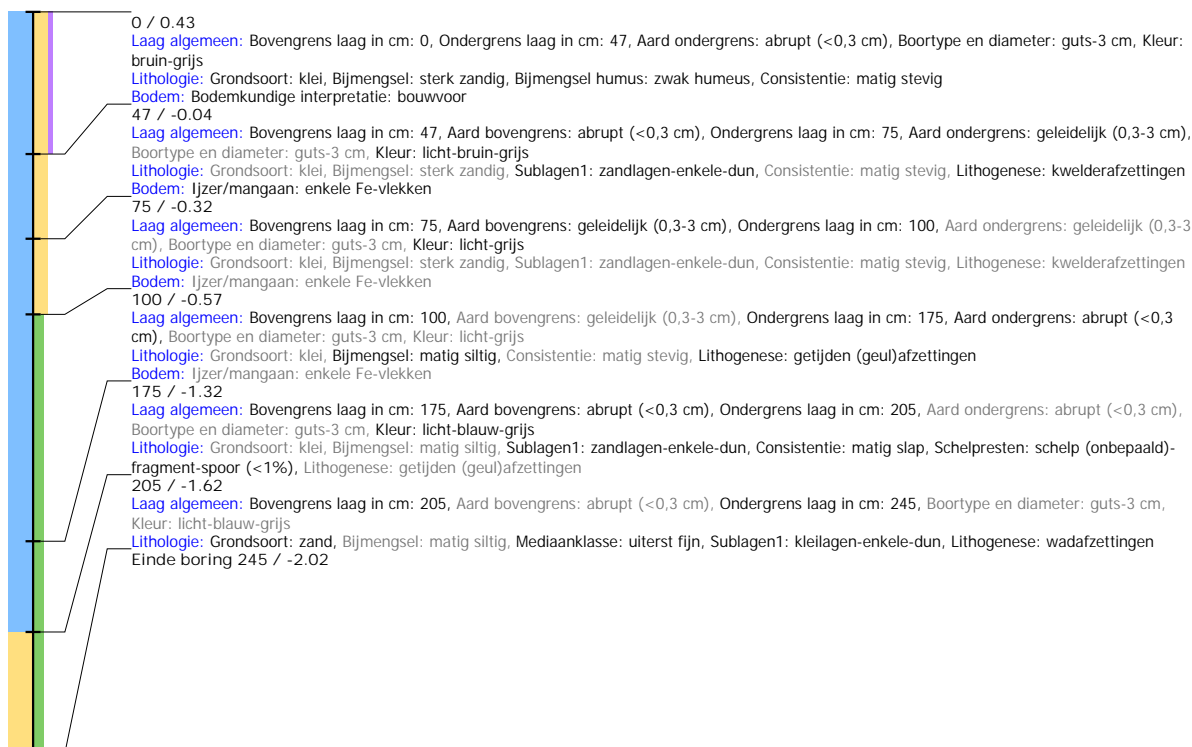 0 / 0.43
Laag algemeen: Bovengrens laag in cm: 0, Ondergrens laag in cm: 47, Aard ondergrens: abrupt (<0,3 cm), Boortype en diameter: guts-3 cm, Kleur:
bruin-grijs
Lithologie: Grondsoort: klei, Bijmengsel: sterk zandig, Bijmengsel humus: zwak humeus, Consistentie: matig stevig
Bodem: Bodemkundige interpretatie: bouwvoor
47 / -0.04
Laag algemeen: Bovengrens laag in cm: 47, Aard bovengrens: abrupt (<0,3 cm), Ondergrens laag in cm: 75, Aard ondergrens: geleidelijk (0,3-3 cm),
Boortype en diameter: guts-3 cm, Kleur: licht-bruin-grijs
Lithologie: Grondsoort: klei, Bijmengsel: sterk zandig, Sublagen1: zandlagen-enkele-dun, Consistentie: matig stevig, Lithogenese: kwelderafzettingen
Bodem: Ijzer/mangaan: enkele Fe-vlekken
75 / -0.32
Laag algemeen: Bovengrens laag in cm: 75, Aard bovengrens: geleidelijk (0,3-3 cm), Ondergrens laag in cm: 100, Aard ondergrens: geleidelijk (0,3-3
cm), Boortype en diameter: guts-3 cm, Kleur: licht-grijs
Lithologie: Grondsoort: klei, Bijmengsel: sterk zandig, Sublagen1: zandlagen-enkele-dun, Consistentie: matig stevig, Lithogenese: kwelderafzettingen
Bodem: Ijzer/mangaan: enkele Fe-vlekken
100 / -0.57
Laag algemeen: Bovengrens laag in cm: 100, Aard bovengrens: geleidelijk (0,3-3 cm), Ondergrens laag in cm: 175, Aard ondergrens: abrupt (<0,3
cm), Boortype en diameter: guts-3 cm, Kleur: licht-grijs
Lithologie: Grondsoort: klei, Bijmengsel: matig siltig, Consistentie: matig stevig, Lithogenese: getijden (geul)afzettingen
Bodem: Ijzer/mangaan: enkele Fe-vlekken
175 / -1.32
Laag algemeen: Bovengrens laag in cm: 175, Aard bovengrens: abrupt (<0,3 cm), Ondergrens laag in cm: 205, Aard ondergrens: abrupt (<0,3 cm),
Boortype en diameter: guts-3 cm, Kleur: licht-blauw-grijs
Lithologie: Grondsoort: klei, Bijmengsel: matig siltig, Sublagen1: zandlagen-enkele-dun, Consistentie: matig slap, Schelpresten: schelp (onbepaald)-
fragment-spoor (<1%), Lithogenese: getijden (geul)afzettingen
205 / -1.62
Laag algemeen: Bovengrens laag in cm: 205, Aard bovengrens: abrupt (<0,3 cm), Ondergrens laag in cm: 245, Boortype en diameter: guts-3 cm,
Kleur: licht-blauw-grijs
Lithologie: Grondsoort: zand, Bijmengsel: matig siltig, Mediaanklasse: uiterst fijn, Sublagen1: kleilagen-enkele-dun, Lithogenese: wadafzettingen
Einde boring 245 / -2.02